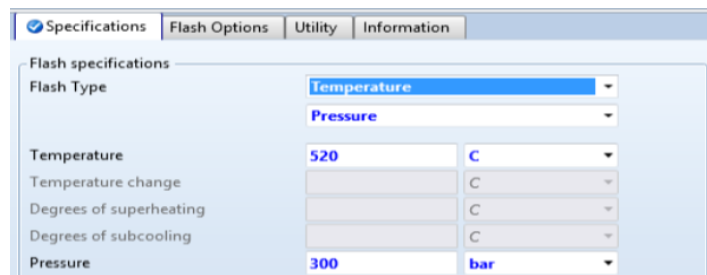 Specifications Flash Options Utility Information
Flash specifications
Flash Type Temperature
Pressure
Temperature 520 C
Temperature change C
Degrees of superheating C
Degrees of subcooling C
Pressure 300 bar